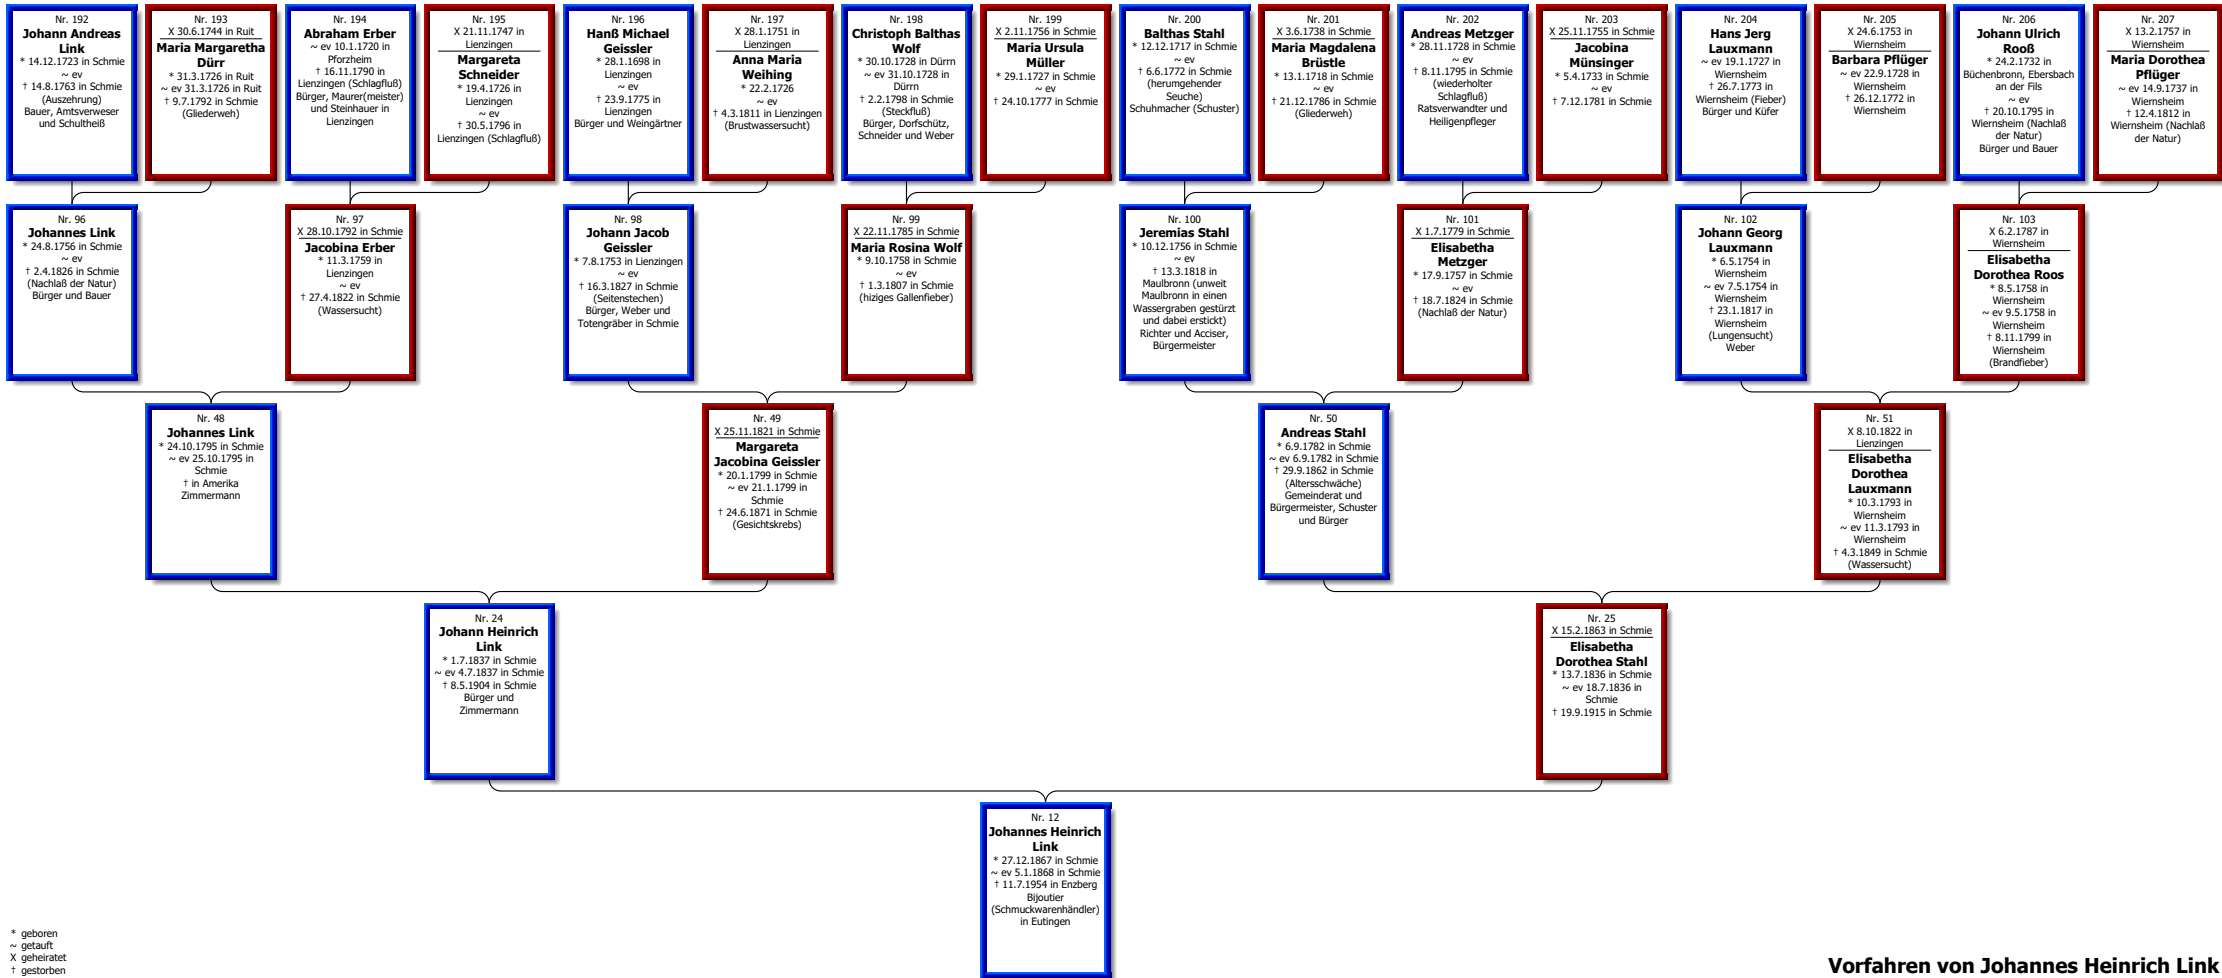 Nr. 192
Johann Andreas
Link
* 14.12.1723 in Schmie
~ ev
† 14.8.1763 in Schmie
(Auszehrung)
Bauer, Amtsverweser
und Schultheiß
Nr. 193
X 30.6.1744 in Ruit
Maria Margaretha
Dürr
* 31.3.1726 in Ruit
~ ev 31.3.1726 in Ruit
† 9.7.1792 in Schmie
(Gliederweh)
Nr. 194
Abraham Erber
~ ev 10.1.1720 in
Pforzheim
† 16.11.1790 in
Lienzingen (Schlagfluß)
Bürger, Maurer(meister)
und Steinhauer in
Lienzingen
Nr. 195
X 21.11.1747 in
Lienzingen
Margareta
Schneider
* 19.4.1726 in
Lienzingen
~ ev
† 30.5.1796 in
Lienzingen (Schlagfluß)
Nr. 196
Hanß Michael
Geissler
* 28.1.1698 in
Lienzingen
~ ev
† 23.9.1775 in
Lienzingen
Bürger und Weingärtner
Nr. 197
X 28.1.1751 in
Lienzingen
Anna Maria
Weihing
* 22.2.1726
~ ev
† 4.3.1811 in Lienzingen
(Brustwassersucht)
Nr. 198
Christoph Balthas
Wolf
* 30.10.1728 in Dürrn
~ ev 31.10.1728 in
Dürrn
† 2.2.1798 in Schmie
(Steckfluß)
Bürger, Dorfschütz,
Schneider und Weber
Nr. 199
X 2.11.1756 in Schmie
Maria Ursula
Müller
* 29.1.1727 in Schmie
~ ev
† 24.10.1777 in Schmie
Nr. 200
Balthas Stahl
* 12.12.1717 in Schmie
~ ev
† 6.6.1772 in Schmie
(herumgehender
Seuche)
Schuhmacher (Schuster)
Nr. 201
X 3.6.1738 in Schmie
Maria Magdalena
Brüstle
* 13.1.1718 in Schmie
~ ev
† 21.12.1786 in Schmie
(Gliederweh)
Nr. 202
Andreas Metzger
* 28.11.1728 in Schmie
~ ev
† 8.11.1795 in Schmie
(wiederholter
Schlagfluß)
Ratsverwandter und
Heiligenpfleger
Nr. 203
X 25.11.1755 in Schmie
Jacobina
Münsinger
* 5.4.1733 in Schmie
~ ev
† 7.12.1781 in Schmie
Nr. 204
Hans Jerg
Lauxmann
~ ev 19.1.1727 in
Wiernsheim
† 26.7.1773 in
Wiernsheim (Fieber)
Bürger und Küfer
Nr. 205
X 24.6.1753 in
Wiernsheim
Barbara Pflüger
~ ev 22.9.1728 in
Wiernsheim
† 26.12.1772 in
Wiernsheim
Nr. 206
Johann Ulrich
Rooß
* 24.2.1732 in
Büchenbronn, Ebersbach
an der Fils
~ ev
† 20.10.1795 in
Wiernsheim (Nachlaß
der Natur)
Bürger und Bauer
Nr. 207
X 13.2.1757 in
Wiernsheim
Maria Dorothea
Pflüger
~ ev 14.9.1737 in
Wiernsheim
† 12.4.1812 in
Wiernsheim (Nachlaß
der Natur)
Nr. 96
Johannes Link
* 24.8.1756 in Schmie
~ ev
† 2.4.1826 in Schmie
(Nachlaß der Natur)
Bürger und Bauer
Nr. 97
X 28.10.1792 in Schmie
Jacobina Erber
* 11.3.1759 in
Lienzingen
~ ev
† 27.4.1822 in Schmie
(Wassersucht)
Nr. 98
Johann Jacob
Geissler
* 7.8.1753 in Lienzingen
~ ev
† 16.3.1827 in Schmie
(Seitenstechen)
Bürger, Weber und
Totengräber in Schmie
Nr. 99
X 22.11.1785 in Schmie
Maria Rosina Wolf
* 9.10.1758 in Schmie
~ ev
† 1.3.1807 in Schmie
(hiziges Gallenfieber)
Nr. 100
Jeremias Stahl
* 10.12.1756 in Schmie
~ ev
† 13.3.1818 in
Maulbronn (unweit
Maulbronn in einen
Wassergraben gestürzt
und dabei erstickt)
Richter und Acciser,
Bürgermeister
Nr. 101
X 1.7.1779 in Schmie
Elisabetha
Metzger
* 17.9.1757 in Schmie
~ ev
† 18.7.1824 in Schmie
(Nachlaß der Natur)
Nr. 102
Johann Georg
Lauxmann
* 6.5.1754 in
Wiernsheim
~ ev 7.5.1754 in
Wiernsheim
† 23.1.1817 in
Wiernsheim
(Lungensucht)
Weber
Nr. 103
X 6.2.1787 in
Wiernsheim
Elisabetha
Dorothea Roos
* 8.5.1758 in
Wiernsheim
~ ev 9.5.1758 in
Wiernsheim
† 8.11.1799 in
Wiernsheim
(Brandfieber)
Nr. 48
Johannes Link
* 24.10.1795 in Schmie
~ ev 25.10.1795 in
Schmie
† in Amerika
Zimmermann
Nr. 49
X 25.11.1821 in Schmie
Margareta
Jacobina Geissler
* 20.1.1799 in Schmie
~ ev 21.1.1799 in
Schmie
† 24.6.1871 in Schmie
(Gesichtskrebs)
Nr. 50
Andreas Stahl
* 6.9.1782 in Schmie
~ ev 6.9.1782 in Schmie
† 29.9.1862 in Schmie
(Altersschwäche)
Gemeinderat und
Bürgermeister, Schuster
und Bürger
Nr. 51
X 8.10.1822 in
Lienzingen
Elisabetha
Dorothea
Lauxmann
* 10.3.1793 in
Wiernsheim
~ ev 11.3.1793 in
Wiernsheim
† 4.3.1849 in Schmie
(Wassersucht)
Nr. 24
Johann Heinrich
Link
* 1.7.1837 in Schmie
~ ev 4.7.1837 in Schmie
† 8.5.1904 in Schmie
Bürger und
Zimmermann
Nr. 25
X 15.2.1863 in Schmie
Elisabetha
Dorothea Stahl
* 13.7.1836 in Schmie
~ ev 18.7.1836 in
Schmie
† 19.9.1915 in Schmie
Nr. 12
Johannes Heinrich
Link
* 27.12.1867 in Schmie
~ ev 5.1.1868 in Schmie
† 11.7.1954 in Enzberg
Bijoutier
(Schmuckwarenhändler)
in Eutingen
* geboren
~ getauft
X geheiratet
† gestorben
Vorfahren von Johannes Heinrich Link